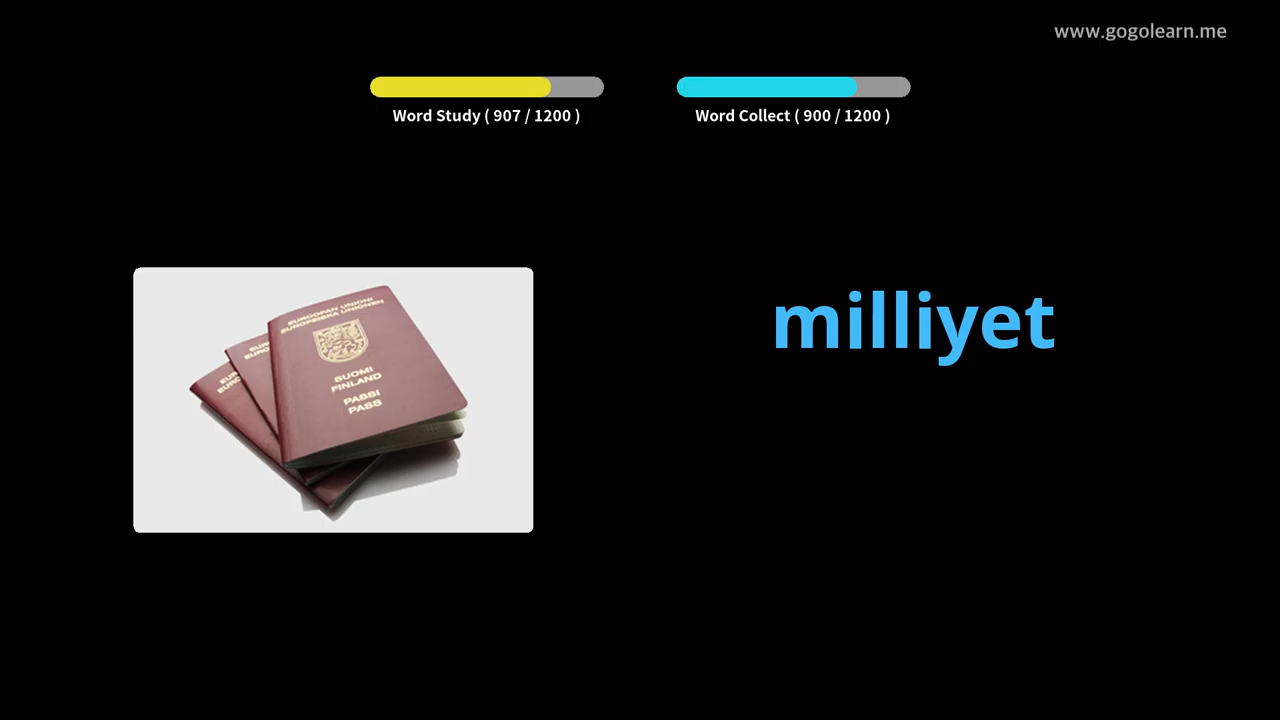 www.gogolearn.me
Word Study ( 907 / 1200 )
Word Collect ( 900 / 1200 )
milliyet
EUROOPAN UNIONI
EUROPEISKA UNIONEN
SUOMI
FINLAND
PASSI
PASS